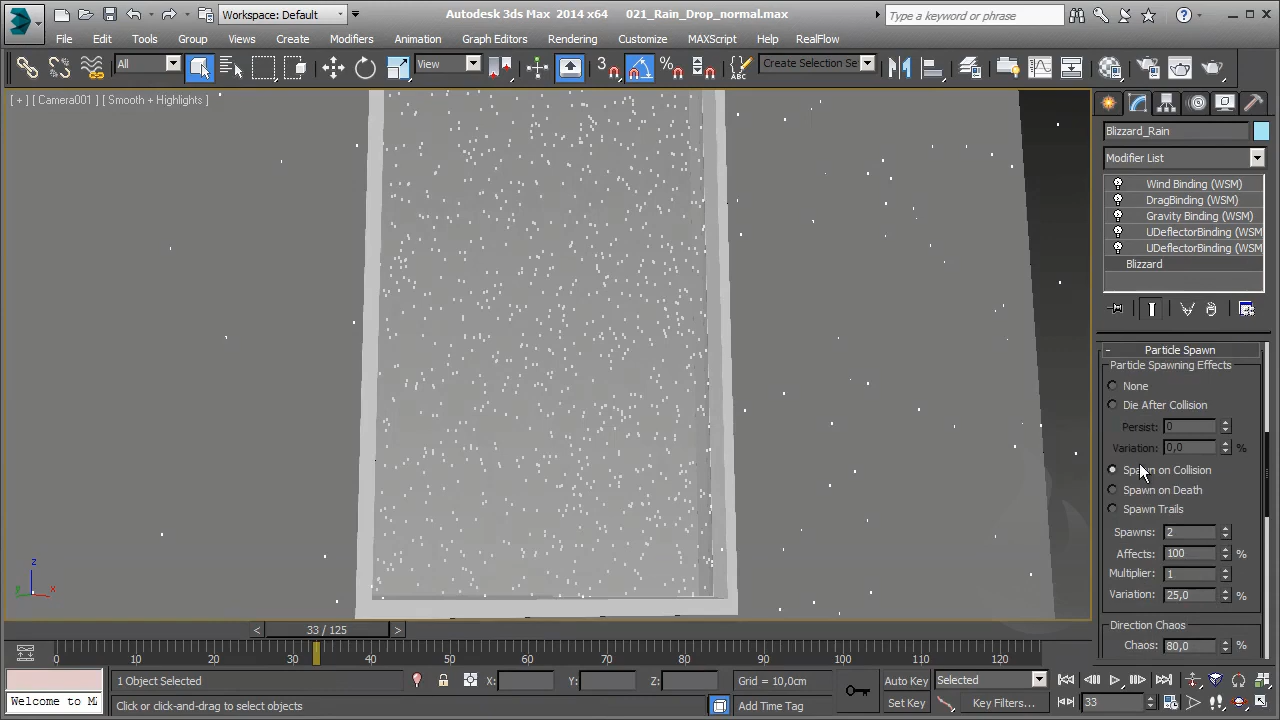 Workspace: Default
Autodesk 3ds Max 2014 x64 021_Rain_Drop_normal.max
Type a keyword or phrase
File Edit Tools Group Views Create Modifiers Animation Graph Editors Rendering Customize MAXScript Help RealFlow
All View 3 % Create Selection Se
[ + ] [ Camera001 ] [ Smooth + Highlights ]
Blizzard_Rain
Modifier List
Wind Binding (WSM)
DragBinding (WSM)
Gravity Binding (WSM)
UDeflectorBinding (WSM
UDeflectorBinding (WSM
Blizzard
- Particle Spawn
Particle Spawning Effects
None
Die After Collision
Persist: 0
Variation: 0,0 %
Spawn on Collision
Spawn on Death
Spawn Trails
Spawns: 2
Affects: 100 %
Multiplier: 1
Variation: 25,0 %
Direction Chaos
Chaos: 80,0 %
z
y x
< 33 / 125 >
0 10 20 30 40 50 60 70 80 90 100 110 120
1 Object Selected X: Y: Z: Grid = 10,0cm Auto Key Selected
Welcome to M Click or click-and-drag to select objects Add Time Tag Set Key Key Filters... 33